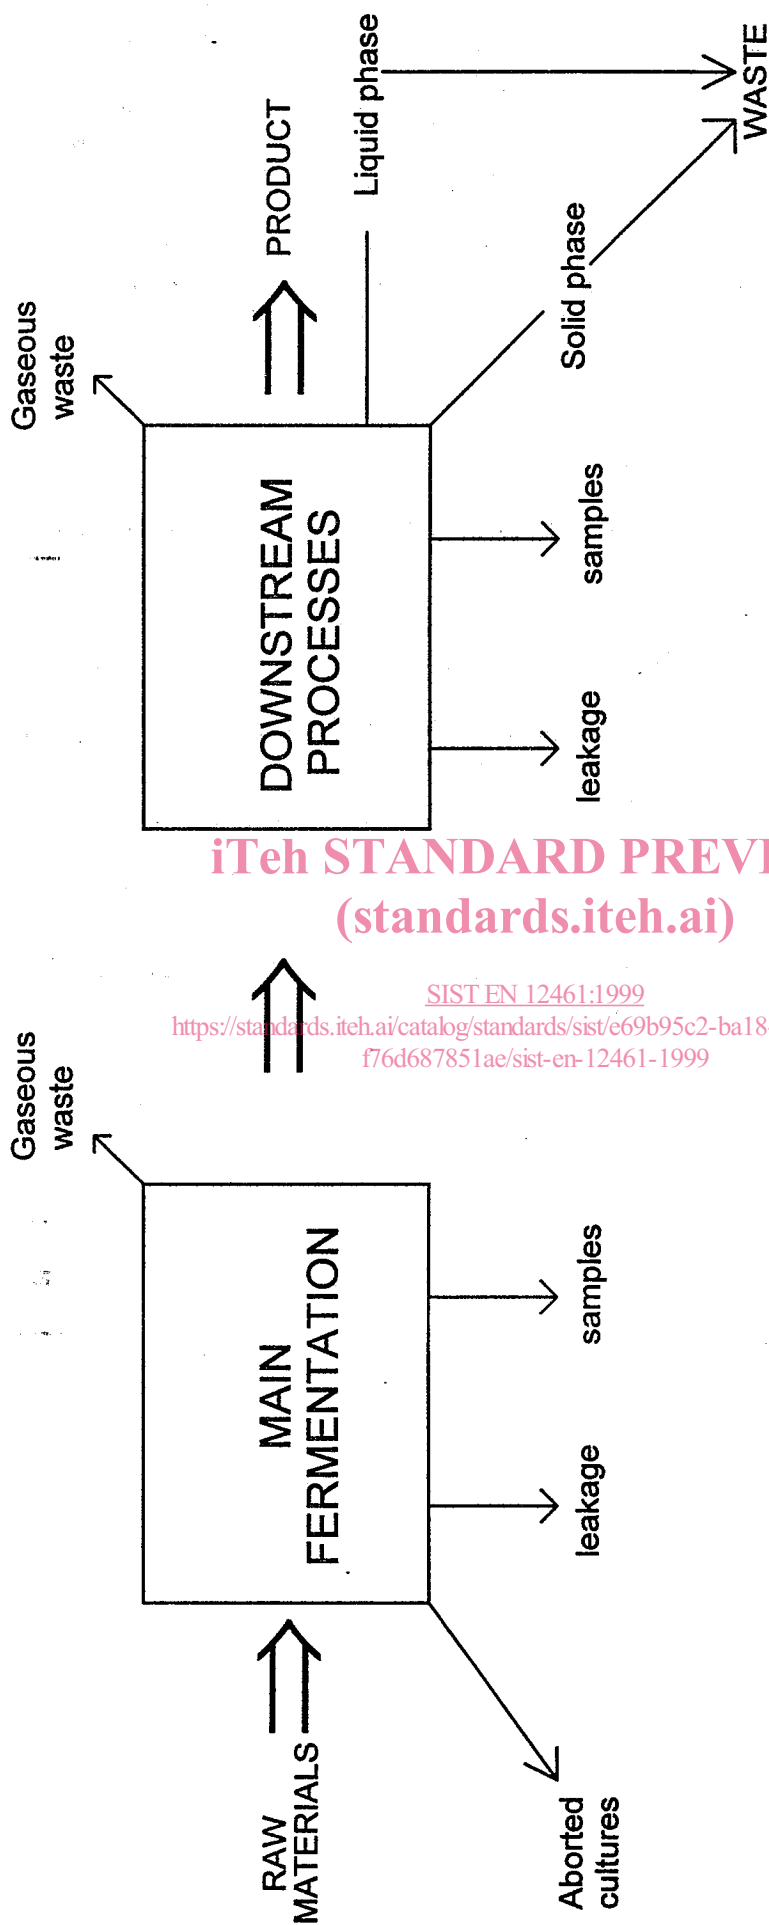 RAW
MATERIALS
MAIN
FERMENTATION
Gaseous
waste
Aborted
cultures
leakage
samples
DOWNSTREAM
PROCESSES
Gaseous
waste
leakage
samples
PRODUCT
Liquid phase
Solid phase
WASTE
iTeh STANDARD PREVI
(standards.iteh.ai)
SIST EN 12461:1999
https://standards.iteh.ai/catalog/standards/sist/e69b95c2-ba18-
f76d687851ae/sist-en-12461-1999